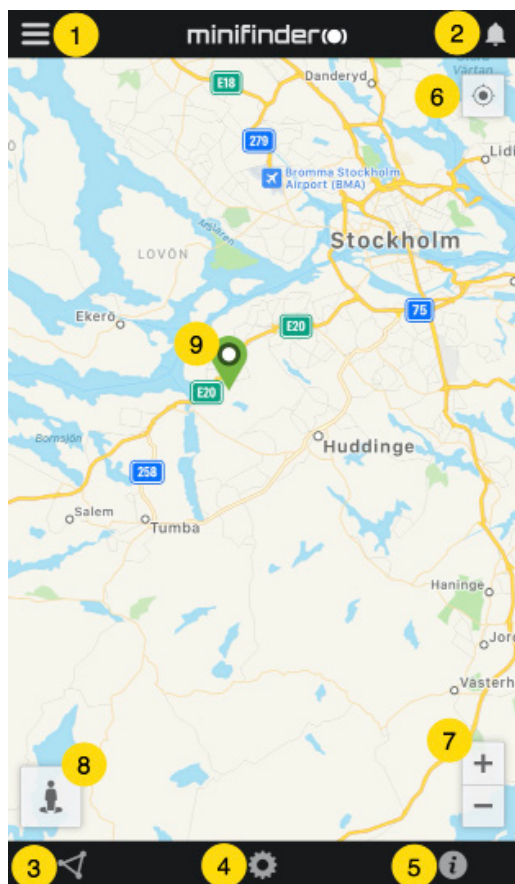 1
minifinder
2
E18
Danderyd
6
279
Lidi
Bromma Stockholm
Airport (BMA)
LOVÖN
Stockholm
Ekerö
75
E20
9
E20
Huddinge
Bornsjön
258
Salem
Tumba
Haninge
Jord
Västerh
7
+
8
−
3
4
5
i